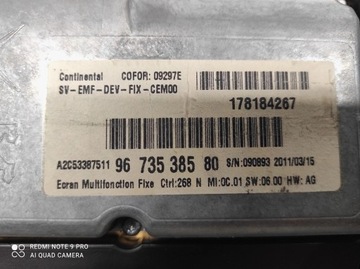 Continental COFOR: 09297E
SV-EMF-DEV-FIX-CEM00
178184267
A2C53387511 96 735 385 80 S/N:090893 2011/03/15
Ecran Multifonction Fixe Ctrl:268 N MI:0C.01 SW:06.00 HW: AG
REDMI NOTE 9 PRO
AI QUAD CAMERA